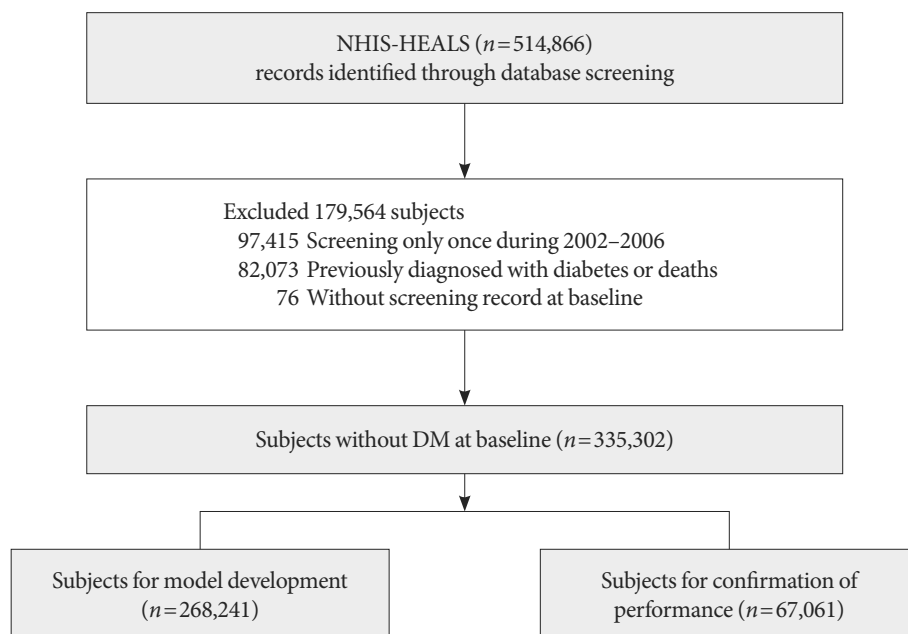 NHIS-HEALS (n=514,866)
records identified through database screening
Excluded 179,564 subjects
97,415 Screening only once during 2002–2006
82,073 Previously diagnosed with diabetes or deaths
76 Without screening record at baseline
Subjects without DM at baseline (n=335,302)
Subjects for model development
(n=268,241)
Subjects for confirmation of
performance (n=67,061)